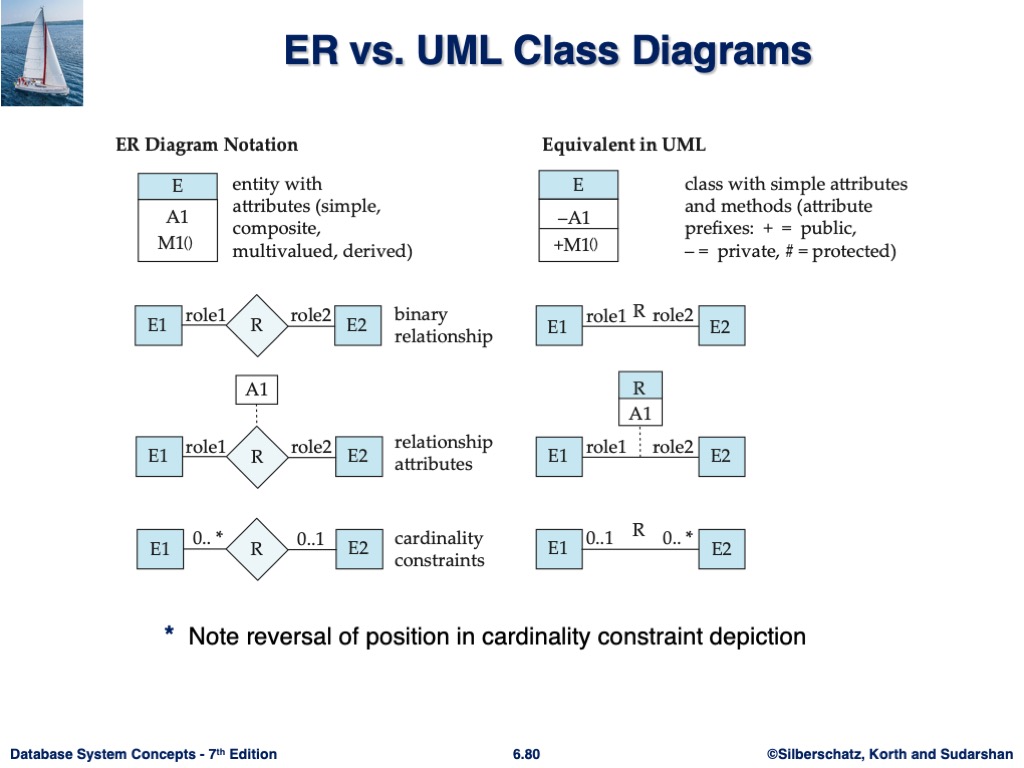 ER vs. UML Class Diagrams
ER Diagram Notation
E
A1
M1()
entity with
attributes (simple,
composite,
multivalued, derived)
Equivalent in UML
E
–A1
+M1()
class with simple attributes
and methods (attribute
prefixes: + = public,
– = private, # = protected)
E1 role1 R role2 E2
binary
relationship
E1 role1 R role2 E2
A1
E1 role1 R role2 E2
relationship
attributes
R
A1
E1 role1 role2 E2
E1 0.. * R 0..1 E2
cardinality
constraints
E1 0..1 R 0.. * E2
* Note reversal of position in cardinality constraint depiction
Database System Concepts - 7th Edition
6.80
©Silberschatz, Korth and Sudarshan